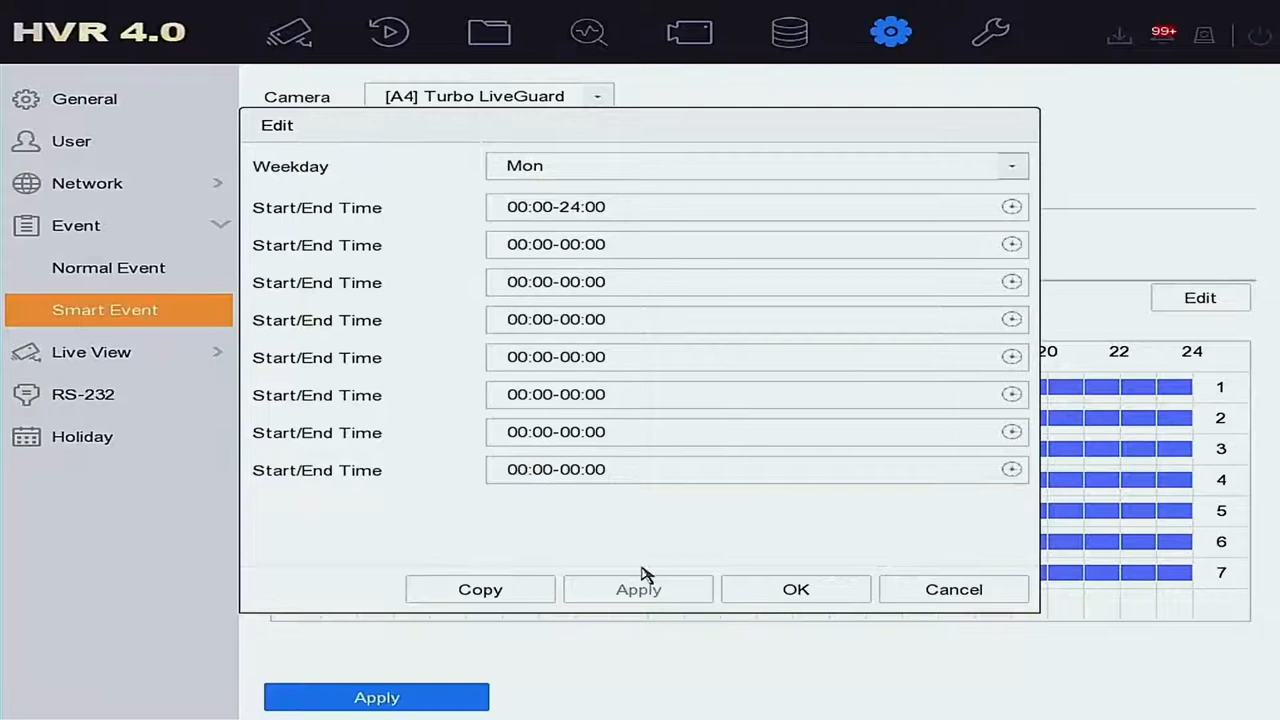 HVR 4.0
99+
General
User
Network
Event
Normal Event
Smart Event
Live View
RS-232
Holiday
Camera [A4] Turbo LiveGuard
Edit
Weekday Mon
Start/End Time 00:00-24:00
Start/End Time 00:00-00:00
Start/End Time 00:00-00:00
Start/End Time 00:00-00:00
Start/End Time 00:00-00:00
Start/End Time 00:00-00:00
Start/End Time 00:00-00:00
Start/End Time 00:00-00:00
Copy Apply OK Cancel
Edit
20 22 24
1
2
3
4
5
6
7
Apply